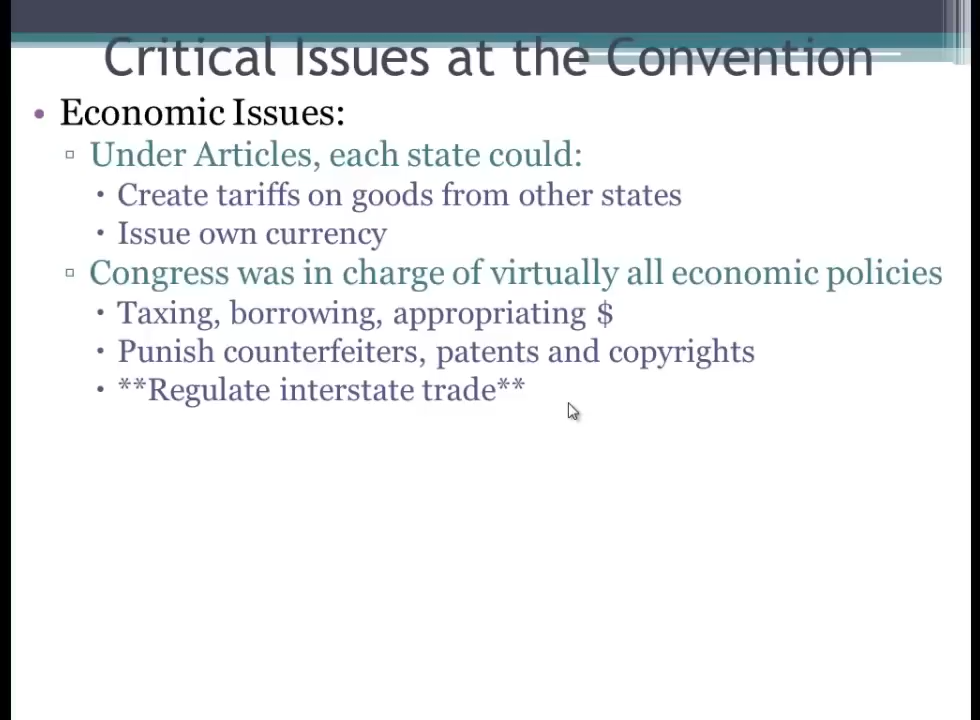 Critical Issues at the Convention
• Economic Issues:
▫ Under Articles, each state could:
▪ Create tariffs on goods from other states
▪ Issue own currency
▫ Congress was in charge of virtually all economic policies
▪ Taxing, borrowing, appropriating $
▪ Punish counterfeiters, patents and copyrights
▪ **Regulate interstate trade**